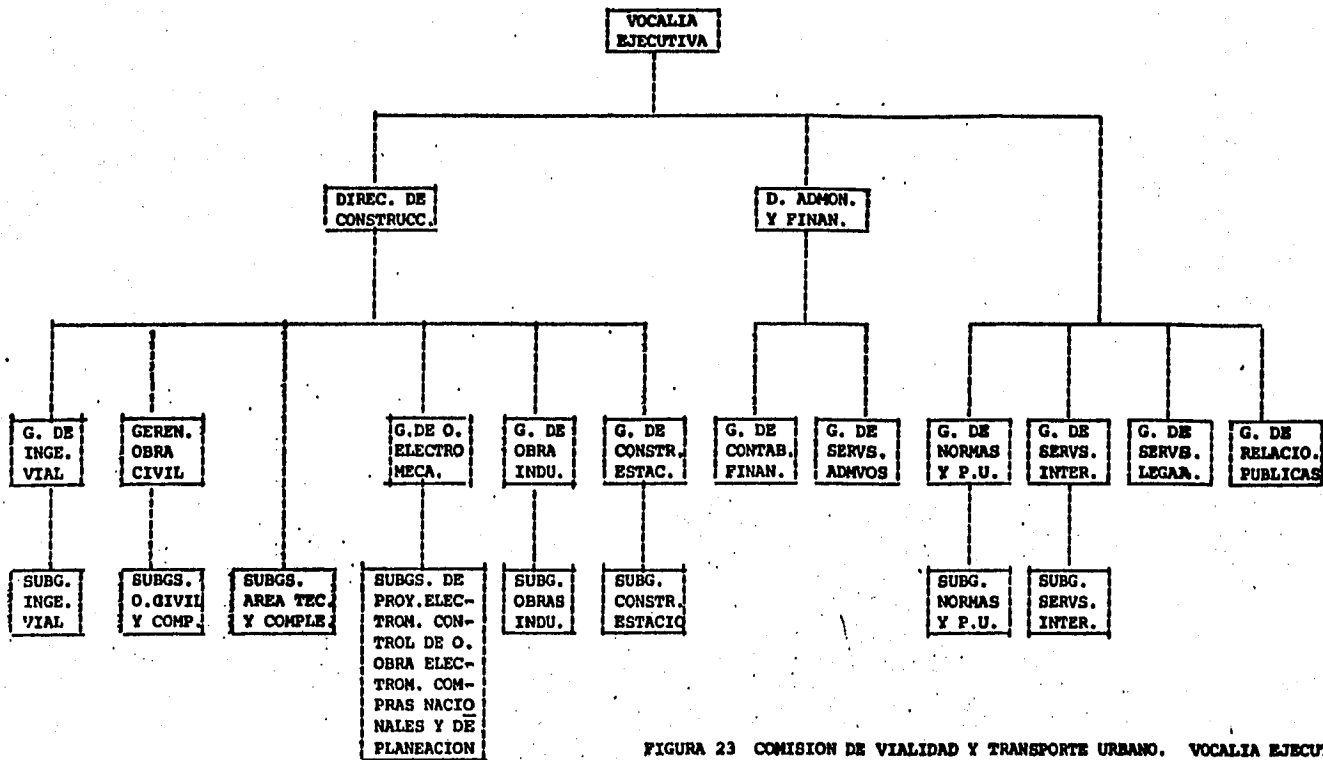 VOCALIA
EJECUTIVA
DIREC. DE
CONSTRUCC.
D. ADMON.
Y FINAN.
G. DE
INGE.
VIAL
GEREN.
OBRA
CIVIL
G.DE O.
ELECTRO
MECA.
G. DE
OBRA
INDU.
G. DE
CONSTR.
ESTAC.
G. DE
CONTAB.
FINAN.
G. DE
SERVS.
ADMVOS
G. DE
NORMAS
Y P.U.
G. DE
SERVS.
INTER.
G. DE
SERVS.
LEGAA.
G. DE
RELACIO.
PUBLICAS
SUBG.
INGE.
VIAL
SUBGS.
O.CIVIL
Y COMP.
SUBGS.
AREA TEC.
Y COMPLE.
SUBGS. DE
PROY.ELEC-
TROM. CON-
TROL DE O.
OBRA ELEC-
TROM. COM-
PRAS NACIO
NALES Y DE
PLANEACION
SUBG.
OBRAS
INDU.
SUBG.
CONSTR.
ESTACIO
SUBG.
NORMAS
Y P.U.
SUBG.
SERVS.
INTER.
FIGURA 23 COMISION DE VIALIDAD Y TRANSPORTE URBANO. VOCALIA EJECUT